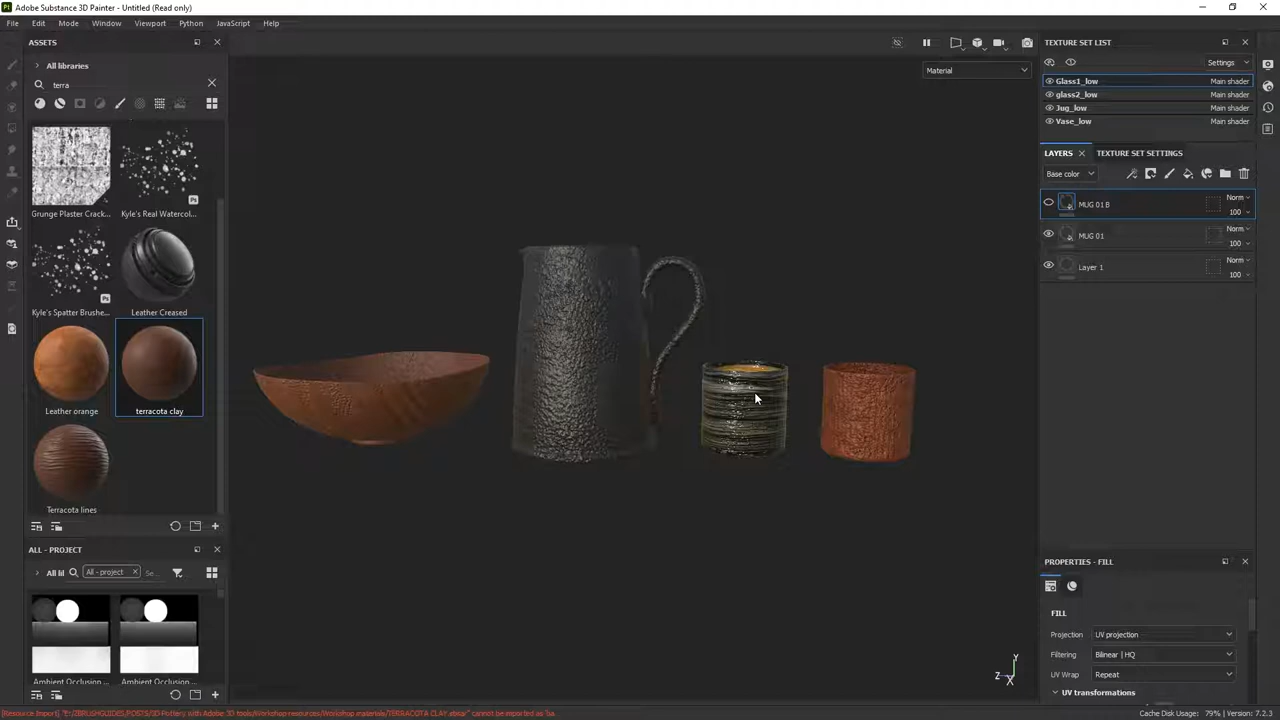 Pt Adobe Substance 3D Painter - Untitled (Read only)
File Edit Mode Window Viewport Python JavaScript Help
ASSETS
All libraries
terra
Grunge Plaster Crack...
Kyle's Real Watercol...
Kyle's Spatter Brushe...
Leather Creased
Leather orange
terracota clay
Terracota lines
ALL - PROJECT
All lil
All - project
Se...
Ambient Occlusion ...
Ambient Occlusion ...
Material
Y
Z
X
TEXTURE SET LIST
Settings
Glass1_low Main shader
glass2_low Main shader
Jug_low Main shader
Vase_low Main shader
LAYERS TEXTURE SET SETTINGS
Base color
MUG 01 B Norm
100
MUG 01 Norm
100
Layer 1 Norm
100
PROPERTIES - FILL
FILL
Projection UV projection
Filtering Bilinear | HQ
UV Wrap Repeat
UV transformations
Cache Disk Usage: 79% | Version: 7.2.3